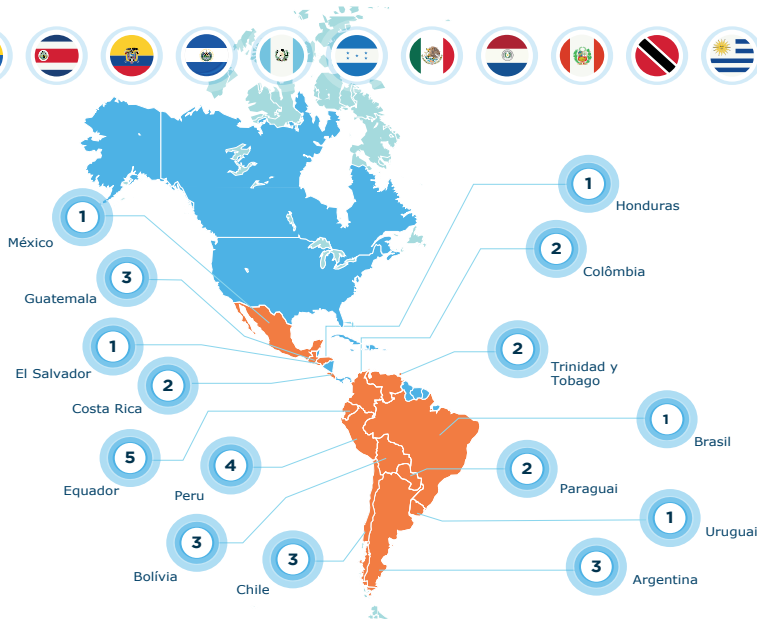 1
Honduras
1
México
2
Colômbia
3
Guatemala
1
El Salvador
2
Trinidad y
Tobago
2
Costa Rica
1
Brasil
5
Equador
4
Peru
2
Paraguai
1
Uruguai
3
Bolívia
3
Chile
3
Argentina